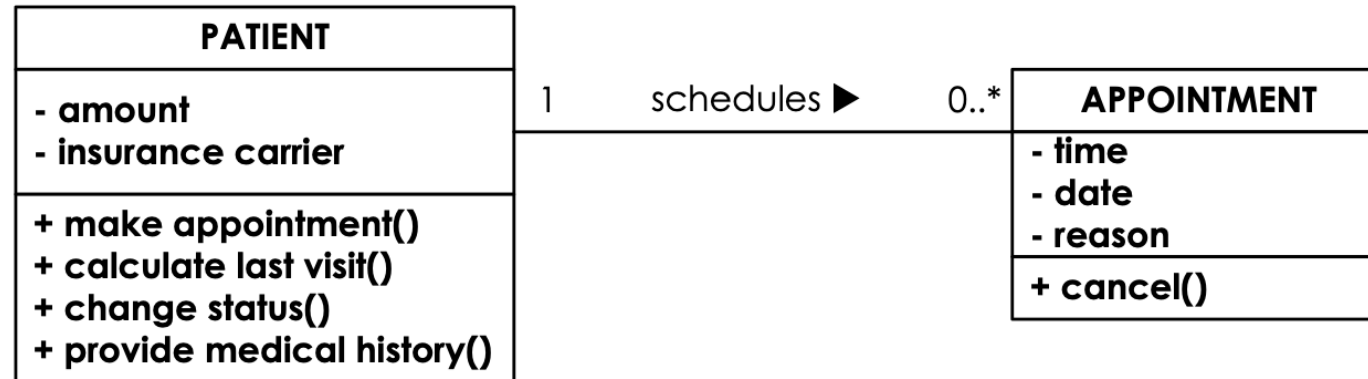 PATIENT
- amount
- insurance carrier
+ make appointment()
+ calculate last visit()
+ change status()
+ provide medical history()
1 schedules ▶ 0..*
APPOINTMENT
- time
- date
- reason
+ cancel()